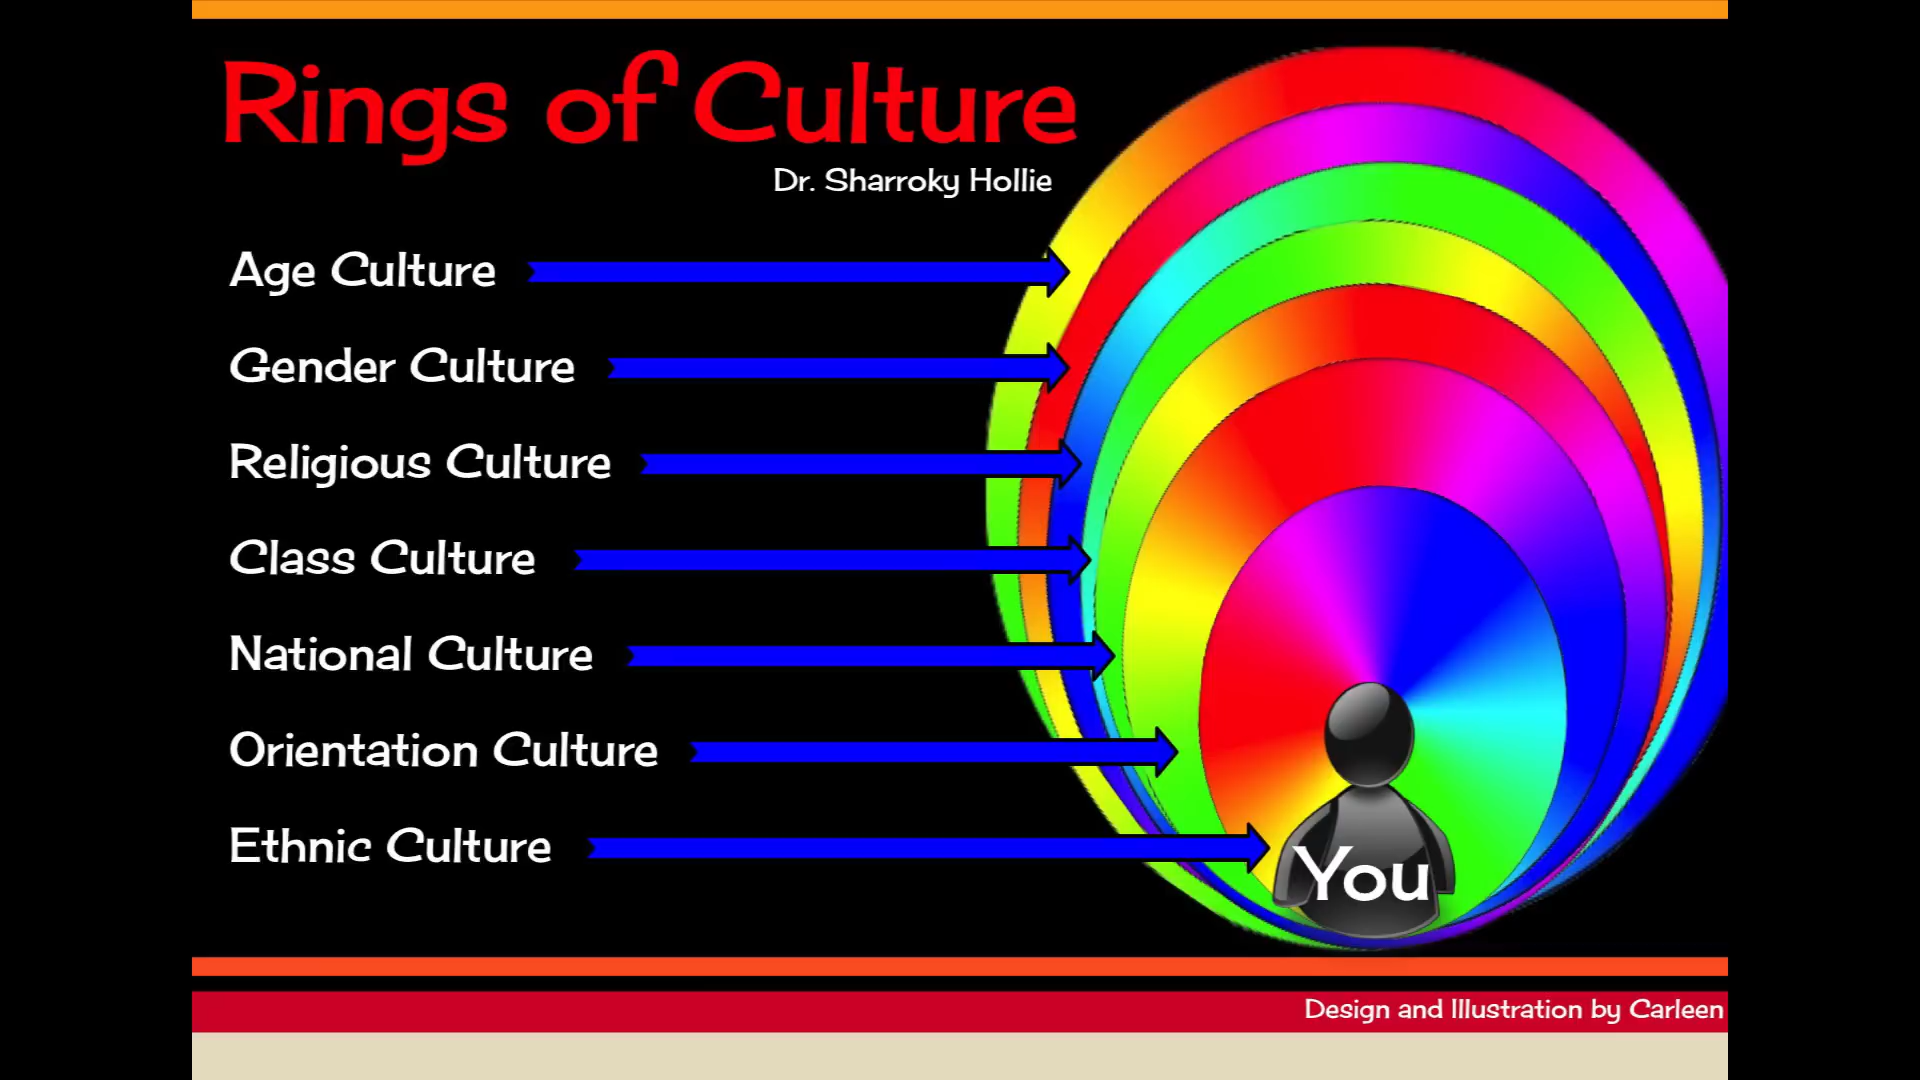 Rings of Culture
Dr. Sharroky Hollie
Age Culture
Gender Culture
Religious Culture
Class Culture
National Culture
Orientation Culture
Ethnic Culture
You
Design and Illustration by Carleen